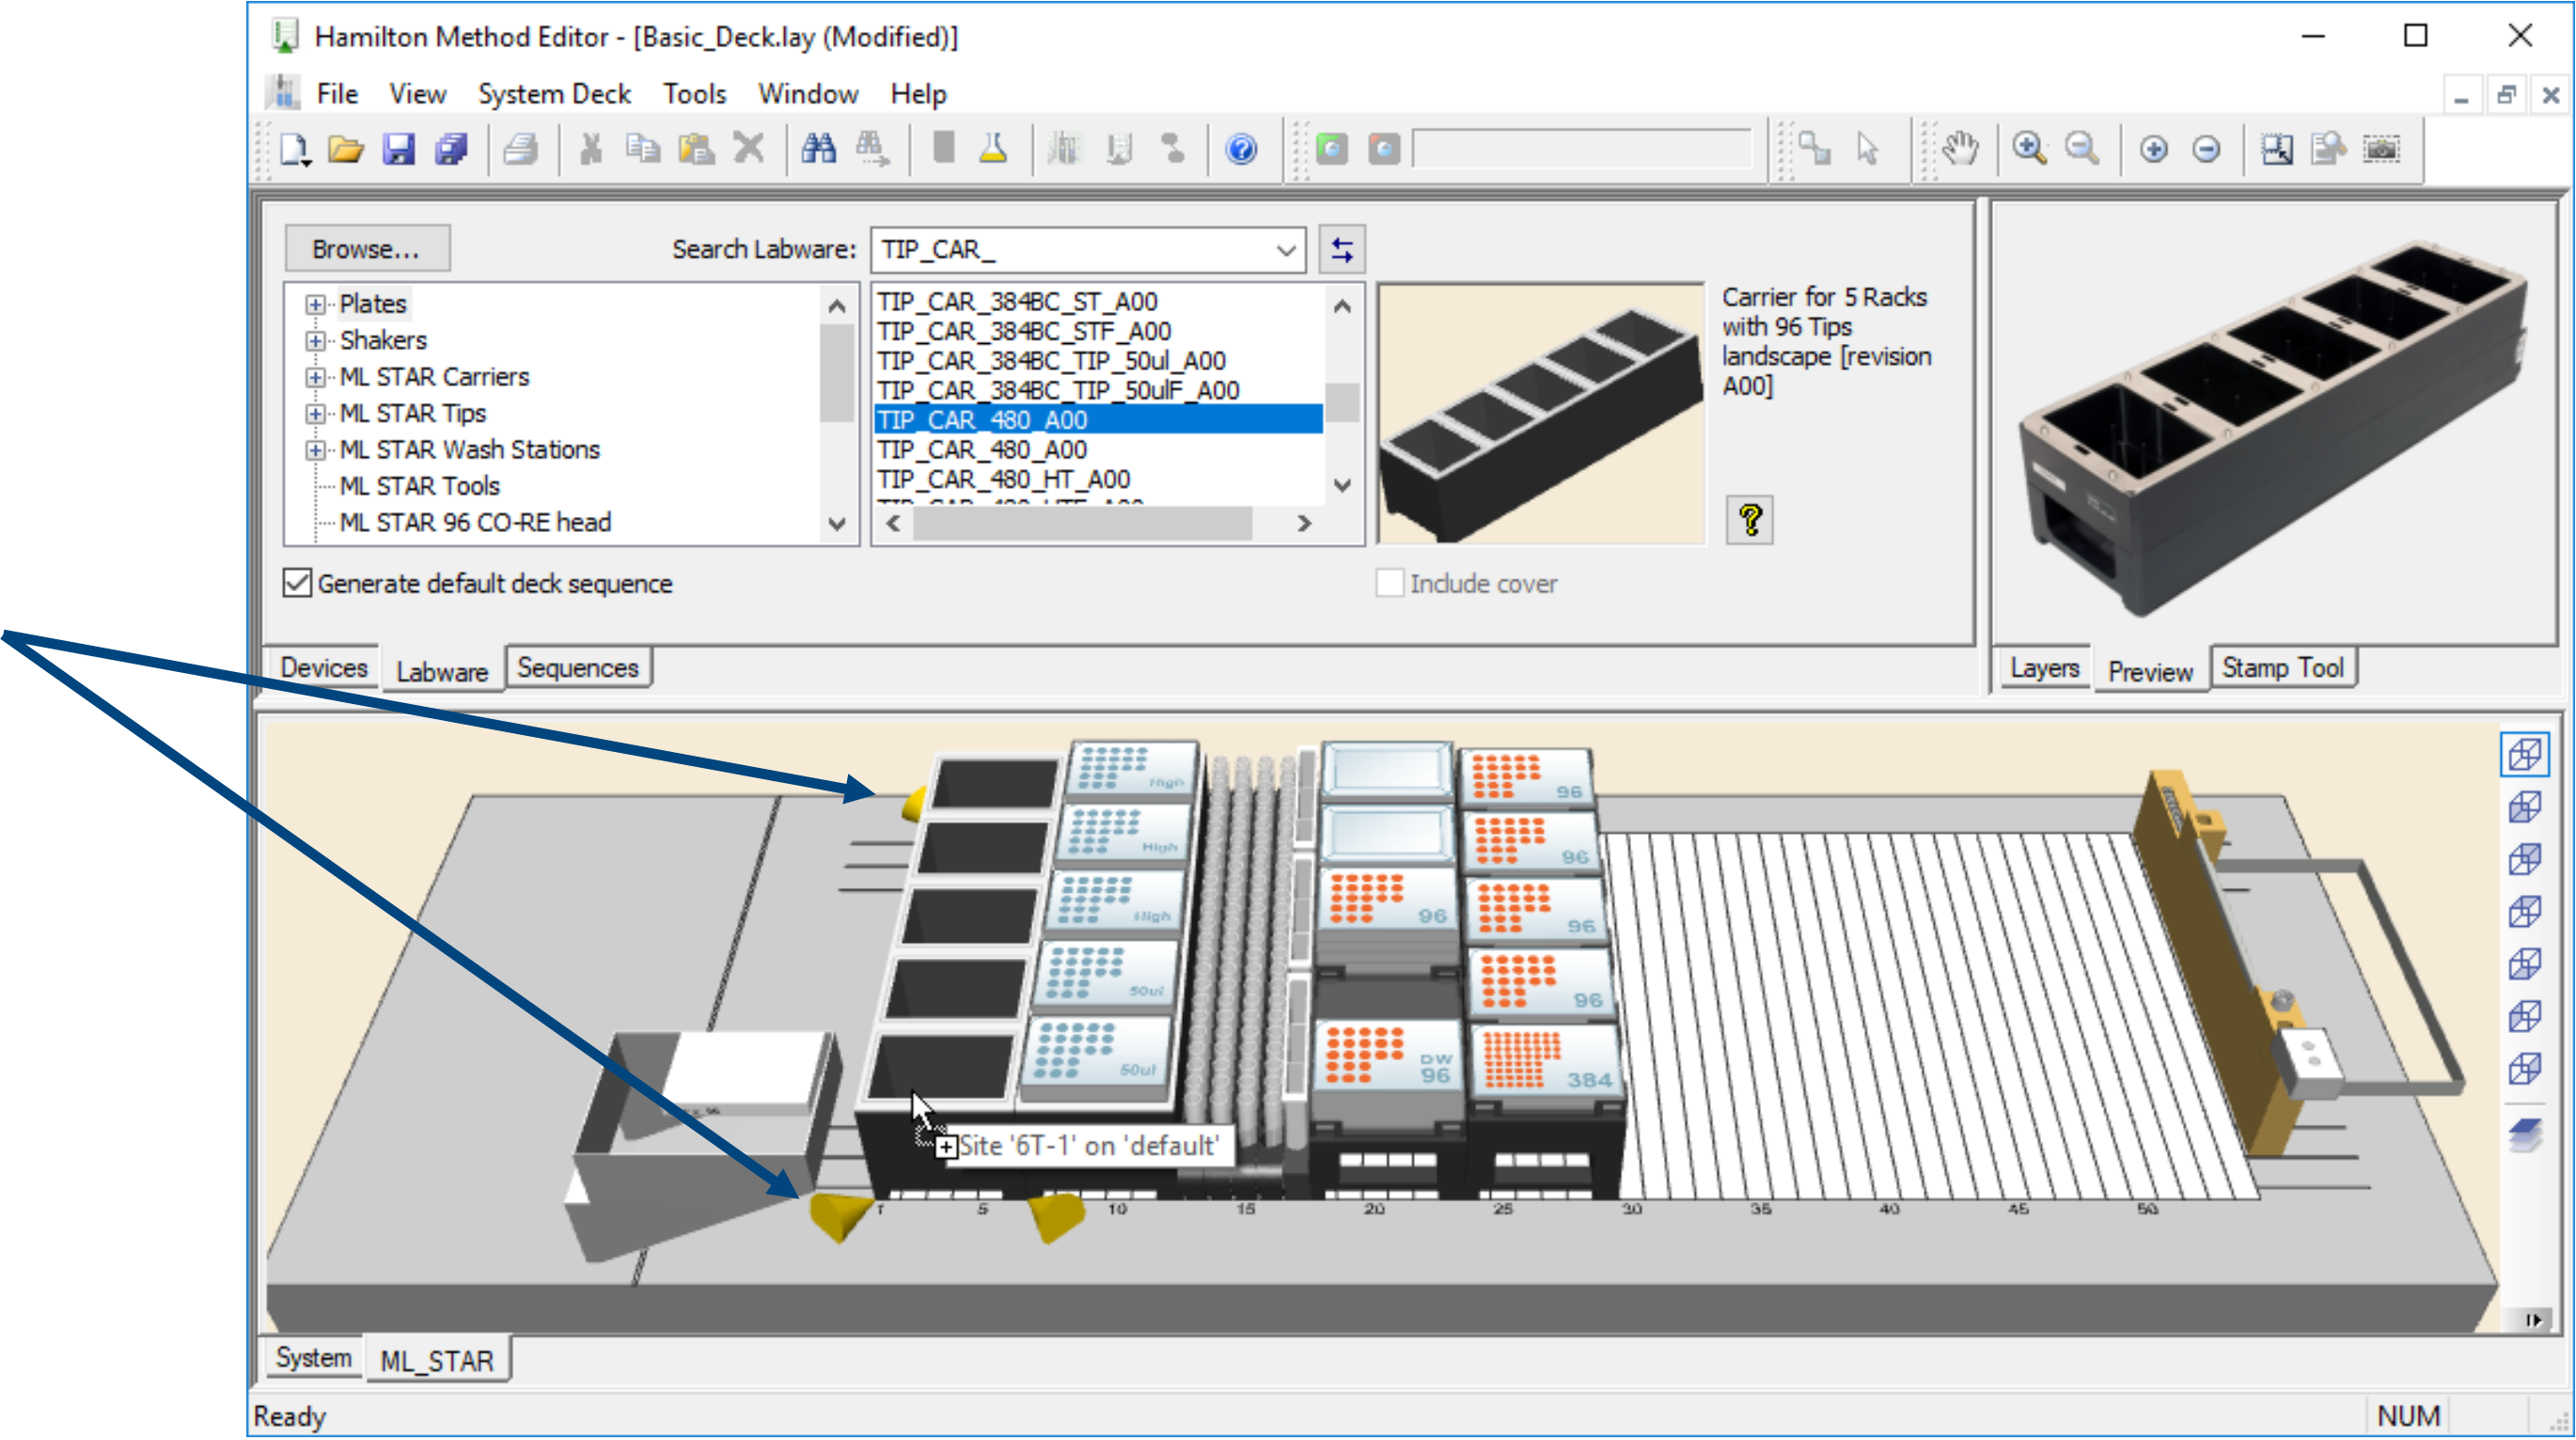 Hamilton Method Editor - [Basic_Deck.lay (Modified)]
File View System Deck Tools Window Help
Browse...
Search Labware:
TIP_CAR_
Plates
Shakers
ML STAR Carriers
ML STAR Tips
ML STAR Wash Stations
ML STAR Tools
ML STAR 96 CO-RE head
TIP_CAR_384BC_ST_A00
TIP_CAR_384BC_STF_A00
TIP_CAR_384BC_TIP_50ul_A00
TIP_CAR_384BC_TIP_50ulF_A00
TIP_CAR_480_A00
TIP_CAR_480_A00
TIP_CAR_480_HT_A00
Carrier for 5 Racks
with 96 Tips
landscape [revision
A00]
Generate default deck sequence
Include cover
Devices Labware Sequences
Layers Preview Stamp Tool
High
High
High
50ul
50ul
96
DW
96
96
96
96
96
384
Site '6T-1' on 'default'
1 5 10 15 20 25 30 35 40 45 50
System ML_STAR
Ready
NUM